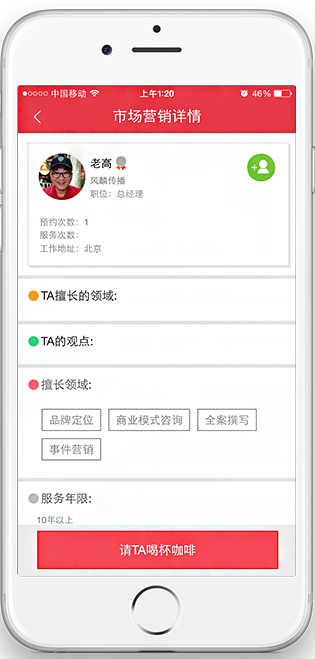 中国移动 上午1:20 46%
市场营销详情
老高
风麟传播
职位：总经理
预约次数：1
服务次数：
工作地址：北京
TA擅长的领域:
TA的观点:
擅长领域:
品牌定位 商业模式咨询 全案撰写
事件营销
服务年限:
10年以上
请TA喝杯咖啡